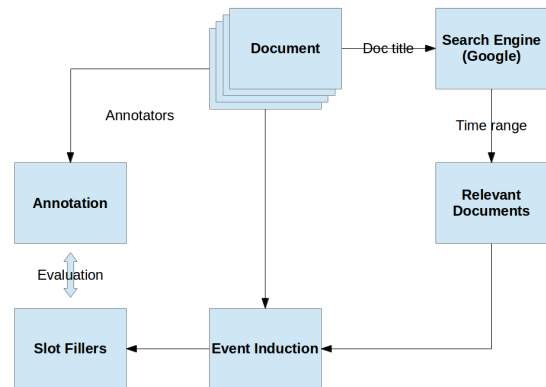 Document
Doc title
Search Engine
(Google)
Annotators
Time range
Annotation
Relevant
Documents
Evaluation
Slot Fillers
Event Induction